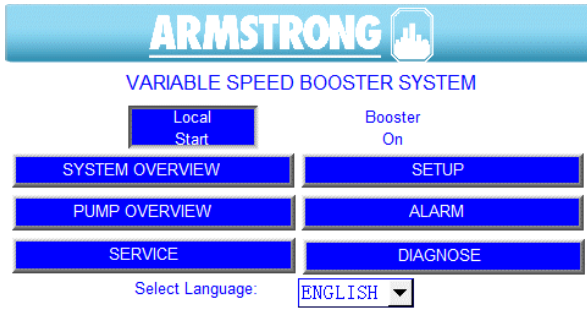 ARMSTRONG
VARIABLE SPEED BOOSTER SYSTEM
Local
Start
Booster
On
SYSTEM OVERVIEW
SETUP
PUMP OVERVIEW
ALARM
SERVICE
DIAGNOSE
Select Language:
ENGLISH